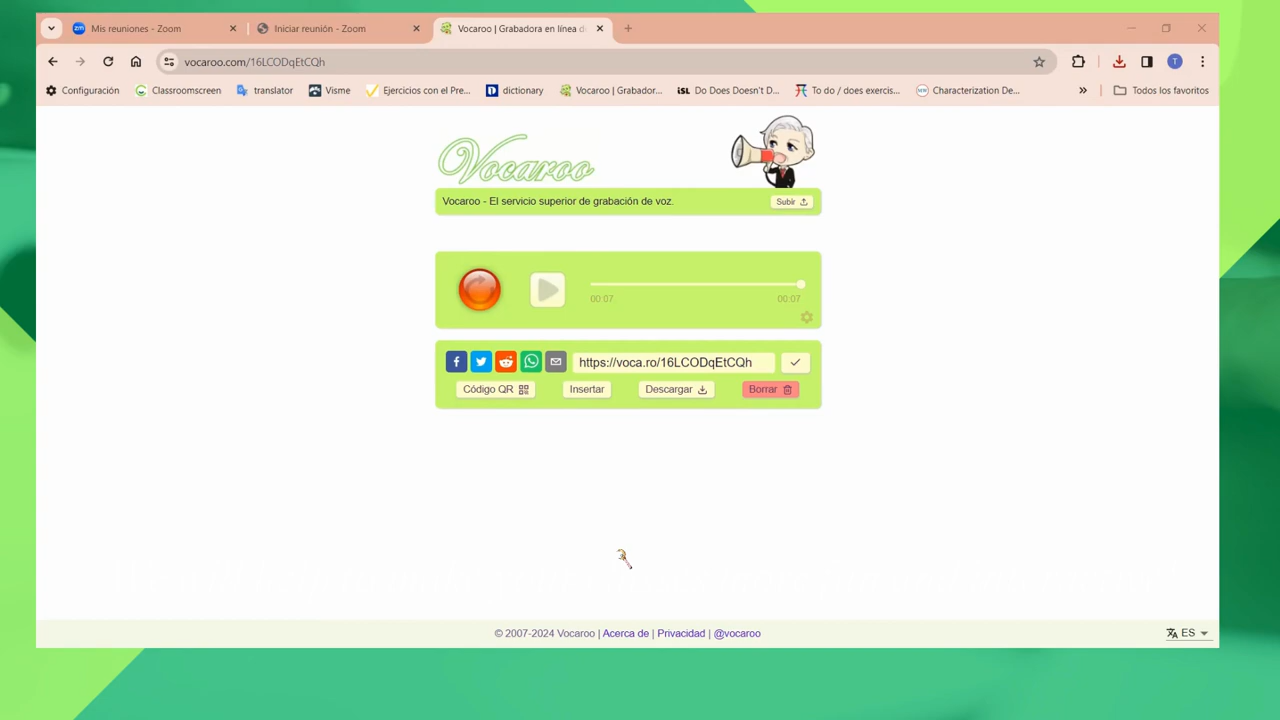 zm Mis reuniones - Zoom
Iniciar reunión - Zoom
Vocaroo | Grabadora en línea d
vocaroo.com/16LCODqEtCQh
T
Configuración
Classroomscreen
translator
Visme
Ejercicios con el Pre...
D dictionary
Vocaroo | Grabador...
iSL Do Does Doesn't D...
To do / does exercis...
Characterization De...
Todos los favoritos
Vocaroo
Vocaroo - El servicio superior de grabación de voz.
Subir
00:07
00:07
https://voca.ro/16LCODqEtCQh
Código QR
Insertar
Descargar
Borrar
© 2007-2024 Vocaroo | Acerca de | Privacidad | @vocaroo
ES